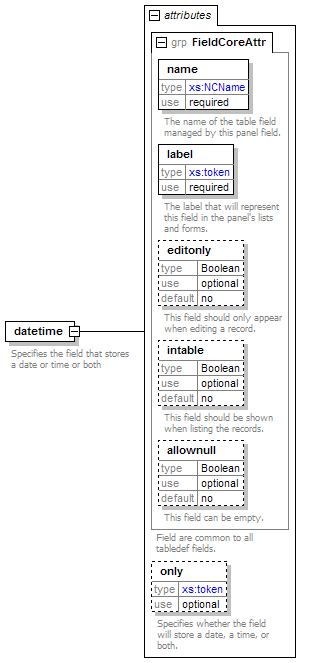 attributes
grp FieldCoreAttr
name
type xs:NCName
use required
The name of the table field
managed by this panel field.
label
type xs:token
use required
The label that will represent
this field in the panel's lists
and forms.
editonly
type Boolean
use optional
default no
This field should only appear
when editing a record.
datetime
Specifies the field that stores
a date or time or both
intable
type Boolean
use optional
default no
This field should be shown
when listing the records.
allownull
type Boolean
use optional
default no
This field can be empty.
Field are common to all
tabledef fields.
only
type xs:token
use optional
Specifies whether the field
will store a date, a time, or
both.